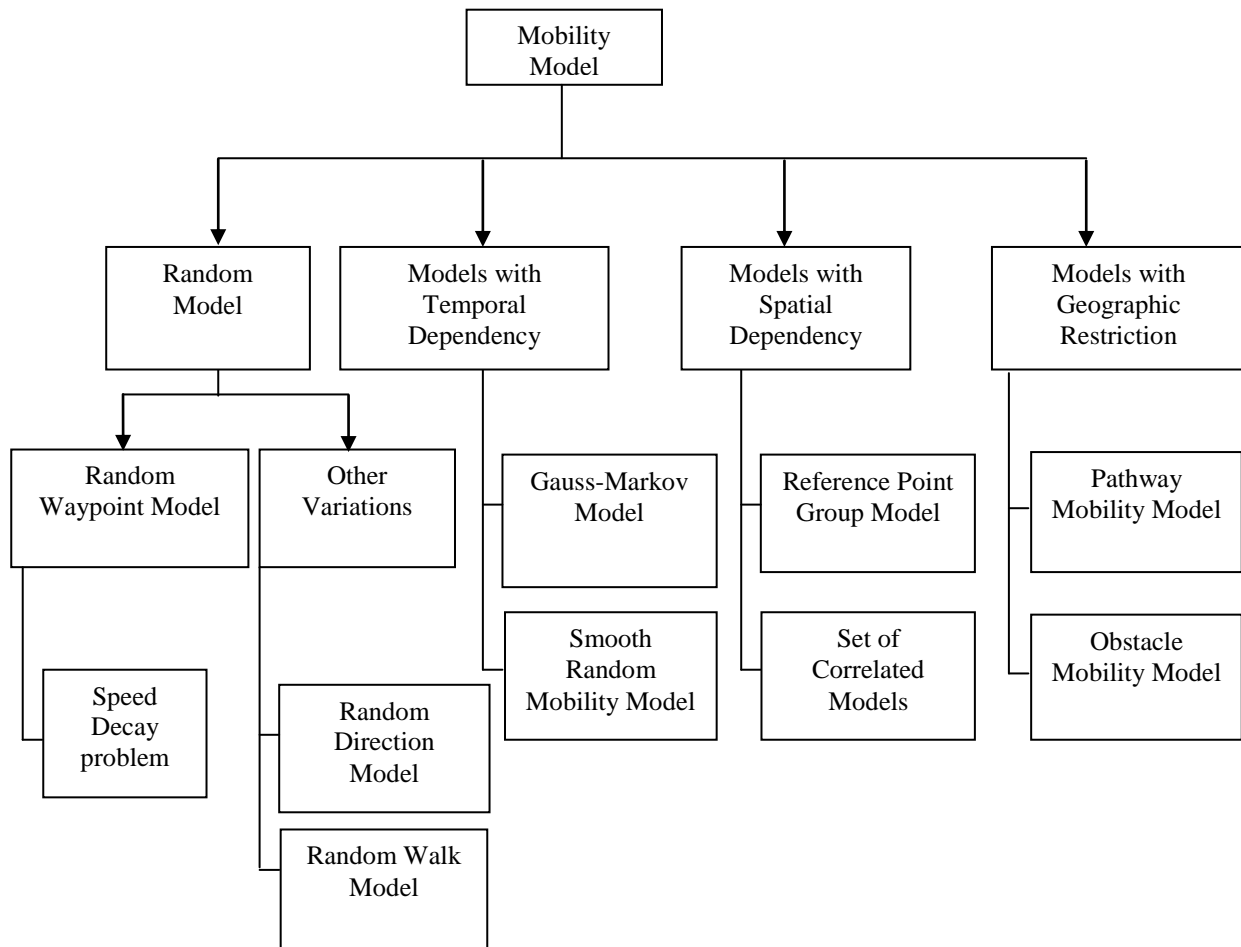 Mobility
Model
Random
Model
Models with
Temporal
Dependency
Models with
Spatial
Dependency
Models with
Geographic
Restriction
Random
Waypoint Model
Other
Variations
Gauss-Markov
Model
Reference Point
Group Model
Pathway
Mobility Model
Speed
Decay
problem
Random
Direction
Model
Smooth
Random
Mobility Model
Set of
Correlated
Models
Obstacle
Mobility Model
Random Walk
Model